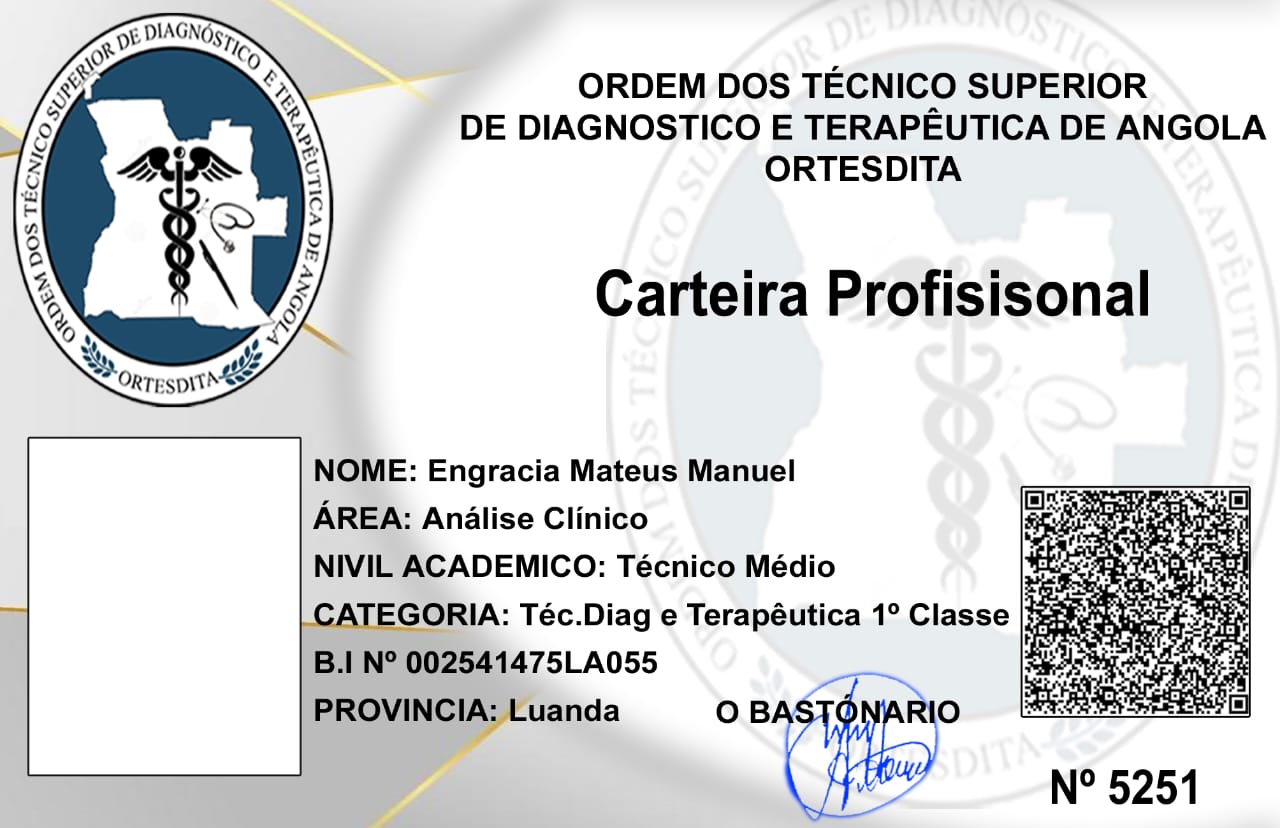 ORDEM DOS TÉCNICO SUPERIOR DE DIAGNÓSTICO E TERAPÊUTICA DE ANGOLA
ORTESDITA
ORDEM DOS TÉCNICO SUPERIOR
DE DIAGNOSTICO E TERAPÊUTICA DE ANGOLA
ORTESDITA
Carteira Profisisonal
NOME: Engracia Mateus Manuel
ÁREA: Análise Clínico
NIVIL ACADEMICO: Técnico Médio
CATEGORIA: Téc.Diag e Terapêutica 1º Classe
B.I Nº 002541475LA055
PROVINCIA: Luanda
O BASTÓNARIO
Nº 5251